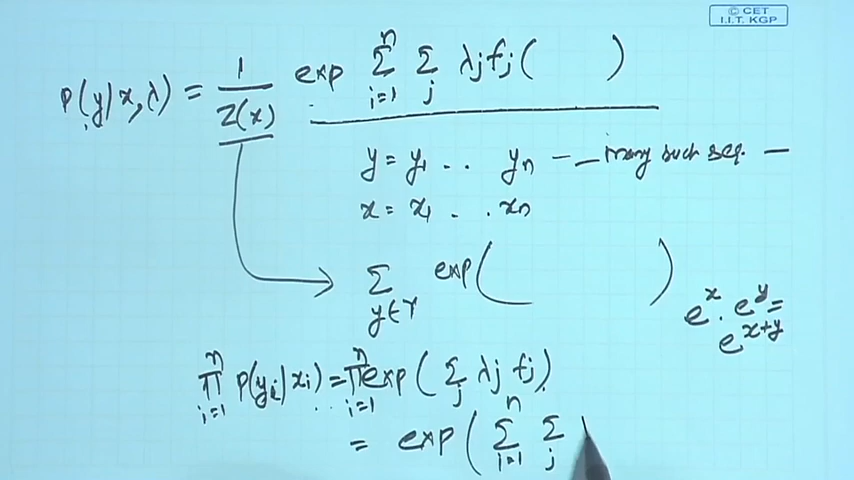 © CET
I.I.T. KGP
P(y|x,λ) = 1/Z(x) exp Σ_{i=1}^{n} Σ_j λj fj( )
y = y1 .. yn — many such seq. —
x = x1 . .. xn
Σ_{y∈Y} exp( )
e^x . e^y =
e^{x+y}
Π_{i=1}^{n} P(yi|xi) = Π_{i=1}^{n} exp( Σ_j λj fj )
= exp( Σ_{i=1}^{n} Σ_j